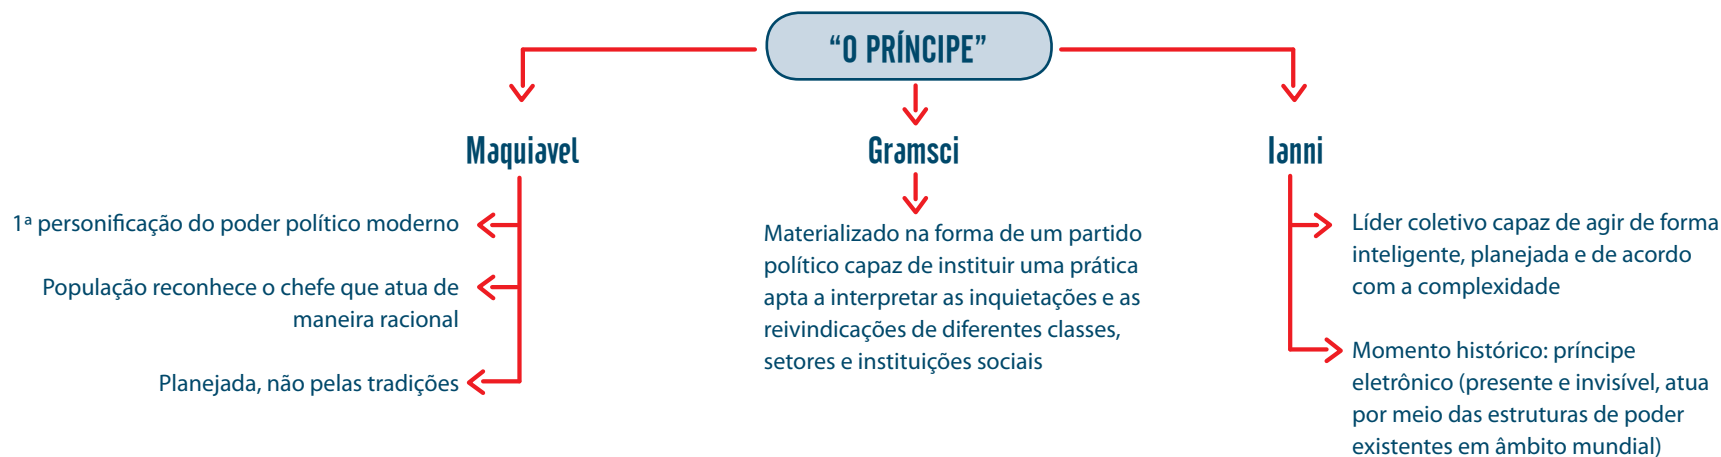 “O PRÍNCIPE”
Maquiavel
1ª personificação do poder político moderno
População reconhece o chefe que atua de
maneira racional
Planejada, não pelas tradições
Gramsci
Materializado na forma de um partido
político capaz de instituir uma prática
apta a interpretar as inquietações e as
reivindicações de diferentes classes,
setores e instituições sociais
Ianni
Líder coletivo capaz de agir de forma
inteligente, planejada e de acordo
com a complexidade
Momento histórico: príncipe
eletrônico (presente e invisível, atua
por meio das estruturas de poder
existentes em âmbito mundial)